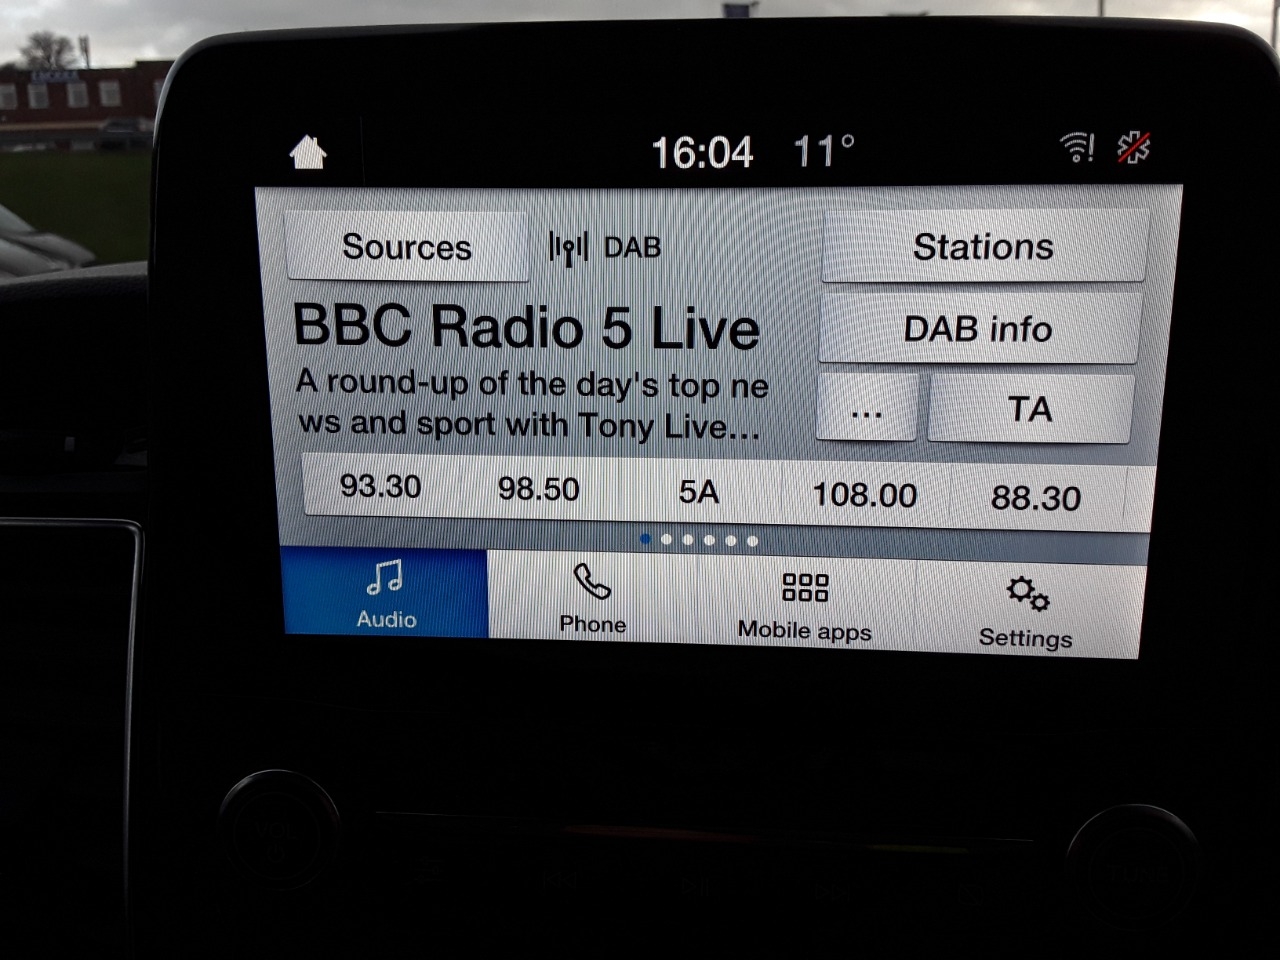 16:04 11°
Sources DAB Stations
BBC Radio 5 Live
DAB info
A round-up of the day's top ne
ws and sport with Tony Live...
... TA
93.30 98.50 5A 108.00 88.30
Audio Phone Mobile apps Settings
VOL
TUNE